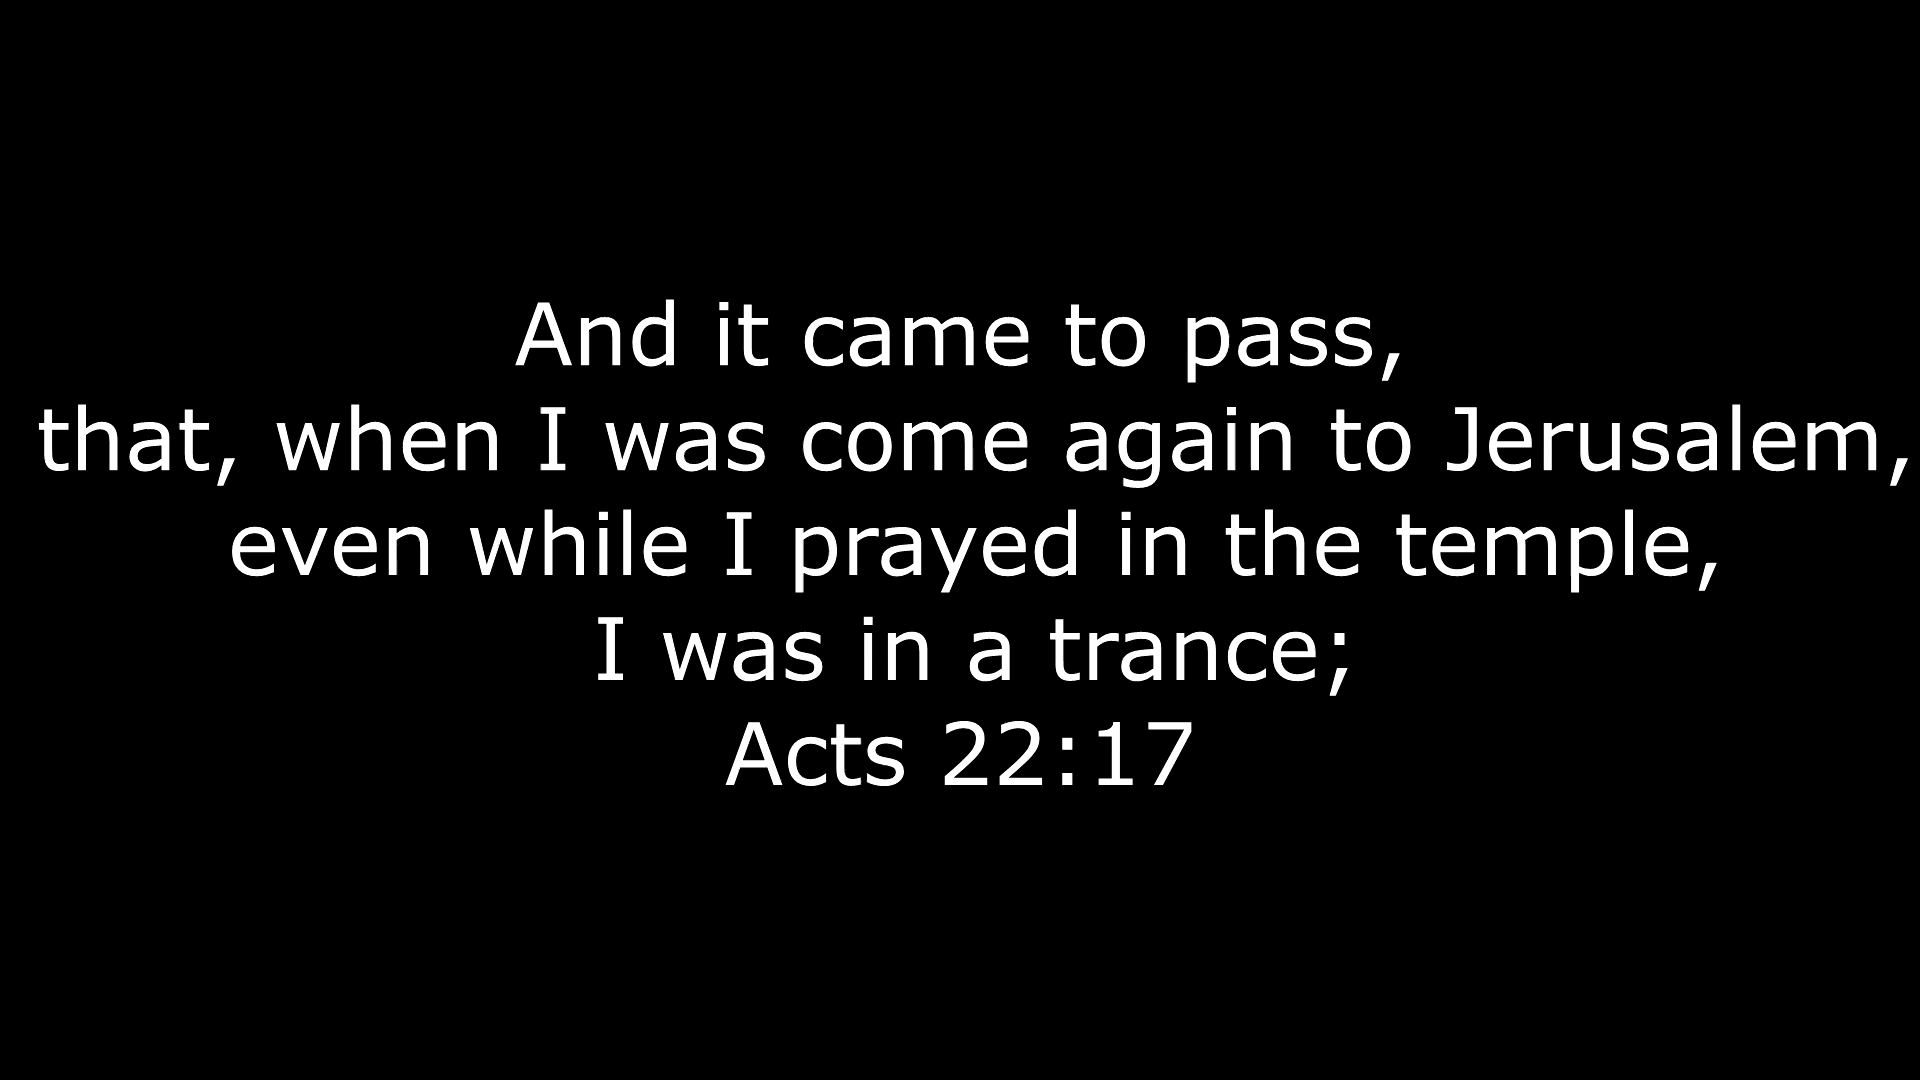 And it came to pass,
that, when I was come again to Jerusalem,
even while I prayed in the temple,
I was in a trance;
Acts 22:17